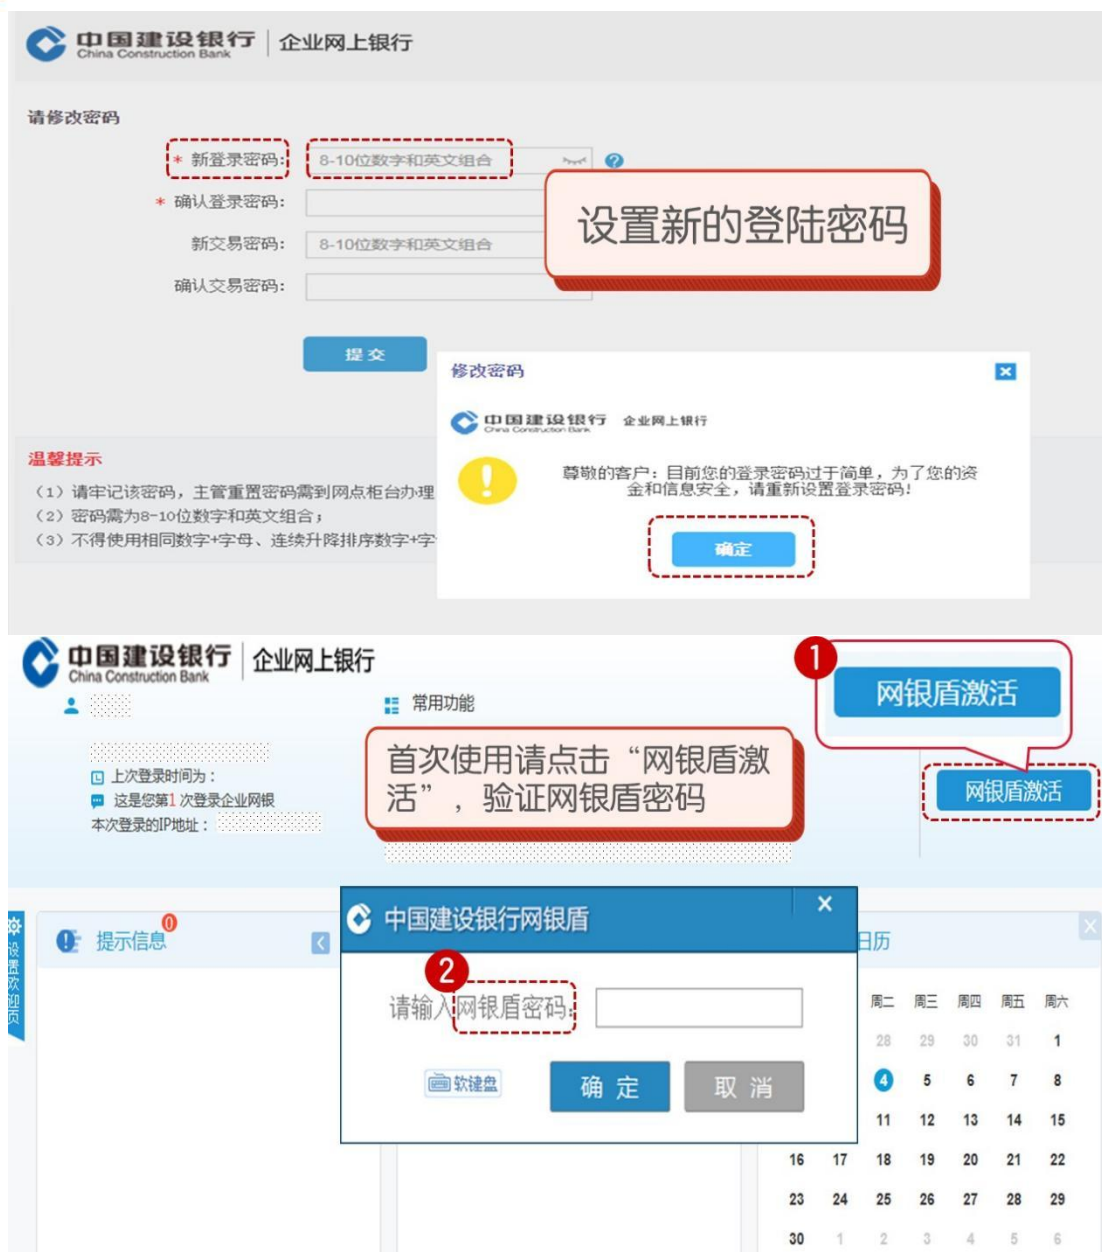 中国建设银行 企业网上银行
China Construction Bank
请修改密码
* 新登录密码: 8-10位数字和英文组合
* 确认登录密码:
设置新的登陆密码
新交易密码: 8-10位数字和英文组合
确认交易密码:
提交
修改密码
中国建设银行 企业网上银行
China Construction Bank
温馨提示
尊敬的客户：目前您的登录密码过于简单，为了您的资
金和信息安全，请重新设置登录密码！
（1）请牢记该密码，主管重置密码需到网点柜台办理
（2）密码需为8-10位数字和英文组合；
（3）不得使用相同数字+字母、连续升降排序数字+字
确定
中国建设银行 企业网上银行
China Construction Bank
1
网银盾激活
常用功能
首次使用请点击“网银盾激
活”，验证网银盾密码
上次登录时间为：
这是您第1 次登录企业网银
本次登录的IP地址：
网银盾激活
设置欢迎页
提示信息
0
中国建设银行网银盾
日历
2
请输入网银盾密码:
软键盘
确 定
取 消
周二 周三 周四 周五 周六
28 29 30 31 1
4 5 6 7 8
11 12 13 14 15
16 17 18 19 20 21 22
23 24 25 26 27 28 29
30 1 2 3 4 5 6